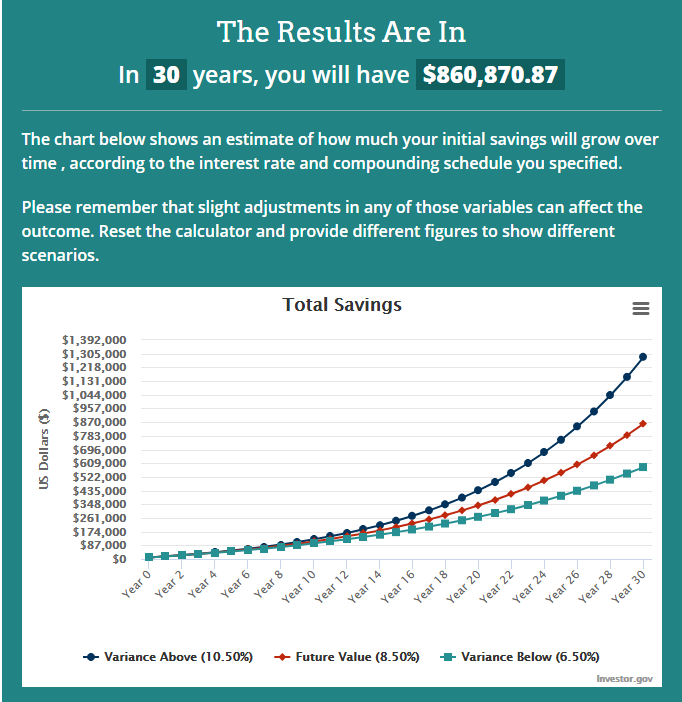 The Results Are In
In 30 years, you will have $860,870.87
The chart below shows an estimate of how much your initial savings will grow over
time , according to the interest rate and compounding schedule you specified.
Please remember that slight adjustments in any of those variables can affect the
outcome. Reset the calculator and provide different figures to show different
scenarios.
Total Savings
US Dollars ($)
$1,392,000
$1,305,000
$1,218,000
$1,131,000
$1,044,000
$957,000
$870,000
$783,000
$696,000
$609,000
$522,000
$435,000
$348,000
$261,000
$174,000
$87,000
$0
Year 0
Year 2
Year 4
Year 6
Year 8
Year 10
Year 12
Year 14
Year 16
Year 18
Year 20
Year 22
Year 24
Year 26
Year 28
Year 30
Variance Above (10.50%) Future Value (8.50%) Variance Below (6.50%)
Investor.gov